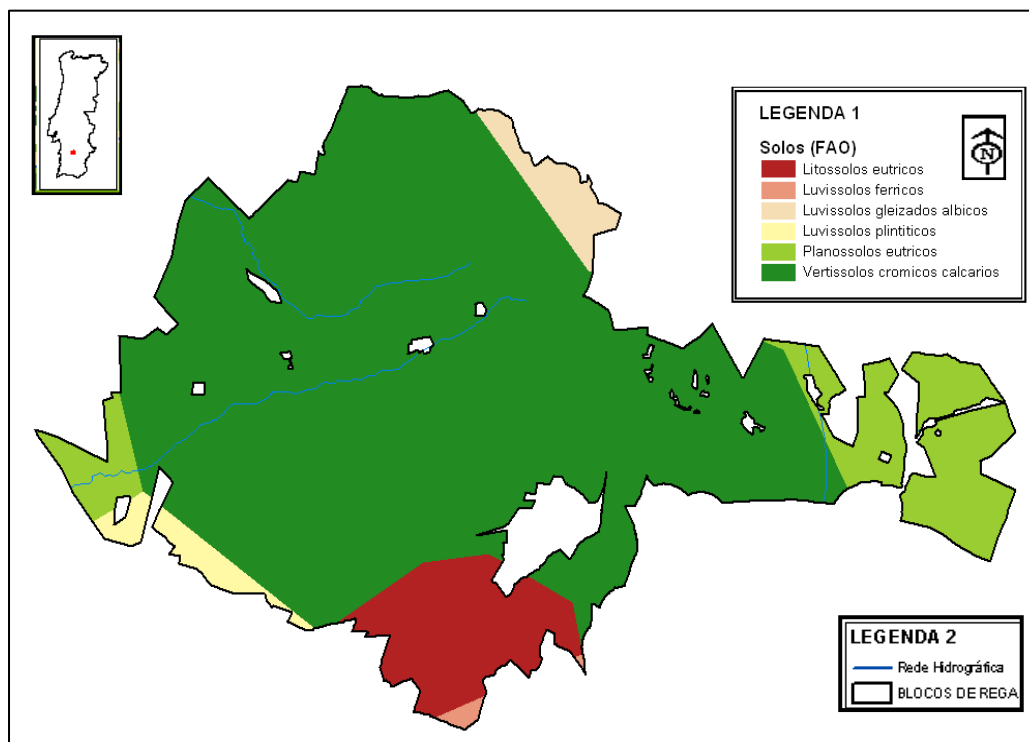 LEGENDA 1
N
Solos (FAO)
Litossolos eutricos
Luvissolos ferricos
Luvissolos gleizados albicos
Luvissolos plintiticos
Planossolos eutricos
Vertissolos cromicos calcarios
LEGENDA 2
Rede Hidrográfica
BLOCOS DE REGA